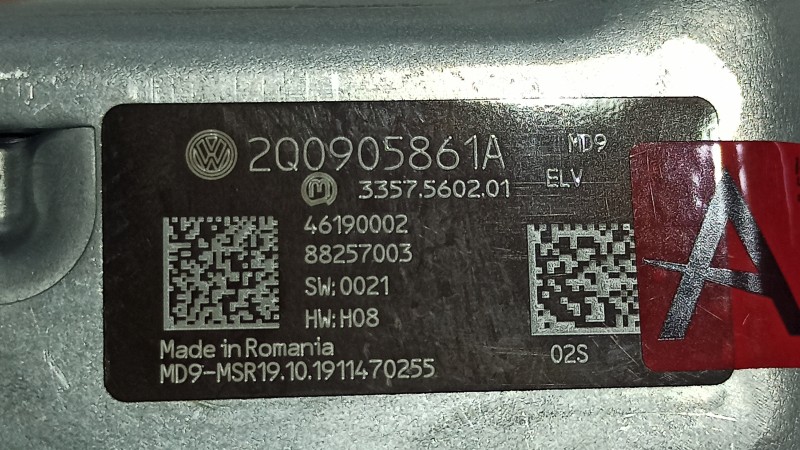 2Q0905861A MD9
3357.5602.01 ELV
46190002
88257003
SW:0021
HW:H08
02S
Made in Romania
MD9-MSR19.10.1911470255
A